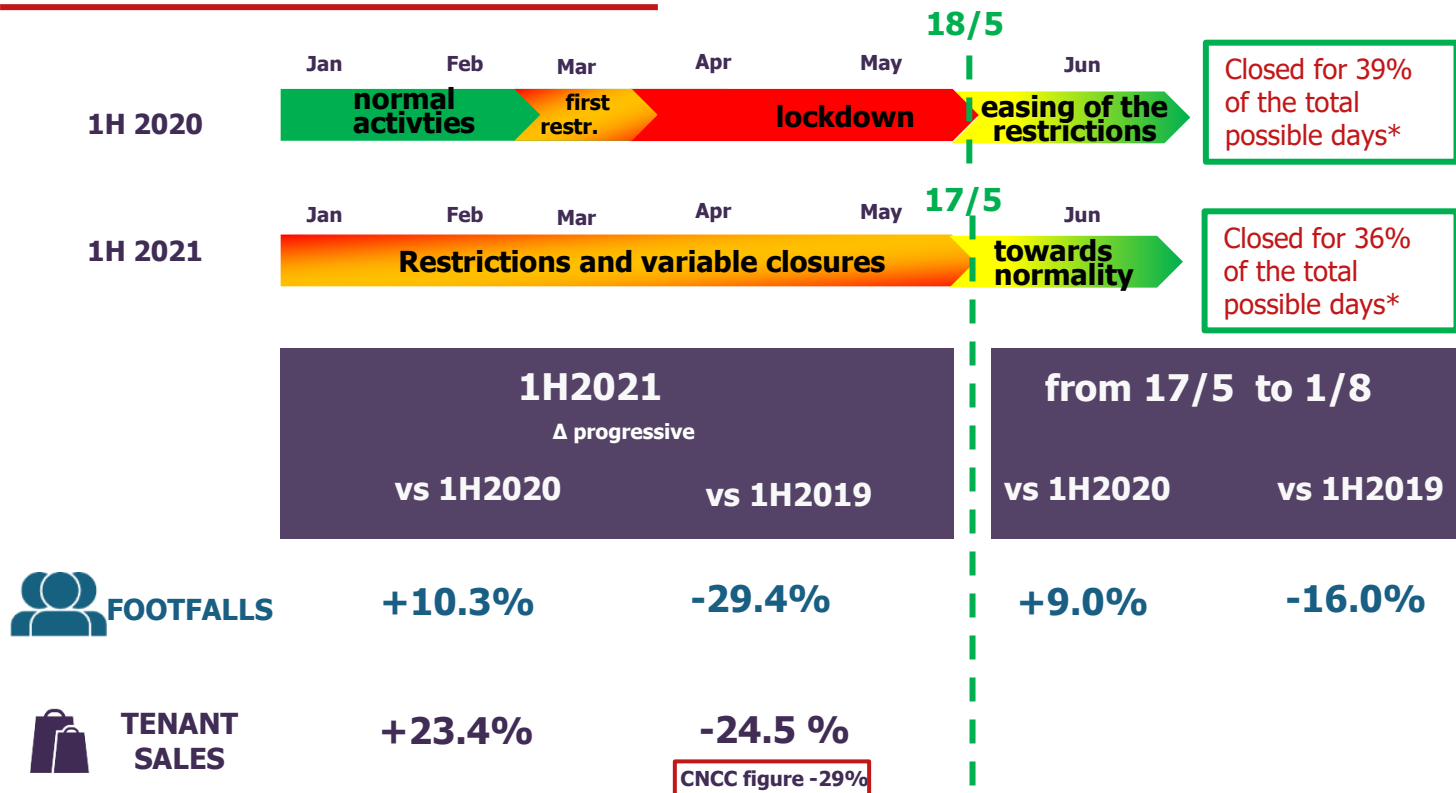 18/5
Jan Feb Mar Apr May Jun
1H 2020
normal
activties
first
restr.
lockdown
easing of the
restrictions
Closed for 39%
of the total
possible days*
17/5
Jan Feb Mar Apr May Jun
1H 2021
Restrictions and variable closures
towards
normality
Closed for 36%
of the total
possible days*
1H2021
Δ progressive
vs 1H2020 vs 1H2019
from 17/5 to 1/8
vs 1H2020 vs 1H2019
FOOTFALLS +10.3% -29.4% +9.0% -16.0%
TENANT
SALES
+23.4% -24.5 %
CNCC figure -29%